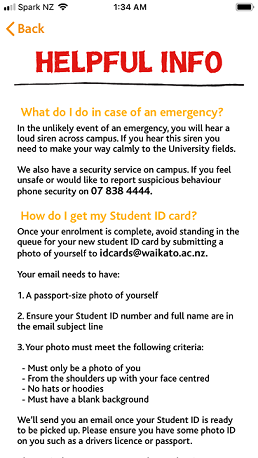 Spark NZ 1:34 AM
Back
HELPFUL INFO
What do I do in case of an emergency?
In the unlikely event of an emergency, you will hear a
loud siren across campus. If you hear this siren you
need to make your way calmly to the University fields.
We also have a security service on campus. If you feel
unsafe or would like to report suspicious behaviour
phone security on 07 838 4444.
How do I get my Student ID card?
Once your enrolment is complete, avoid standing in the
queue for your new student ID card by submitting a
photo of yourself to idcards@waikato.ac.nz.
Your email needs to have:
1. A passport-size photo of yourself
2. Ensure your Student ID number and full name are in
the email subject line
3. Your photo must meet the following criteria:
- Must only be a photo of you
- From the shoulders up with your face centred
- No hats or hoodies
- Must have a blank background
We'll send you an email once your Student ID is ready
to be picked up. Please ensure you have some photo ID
on you such as a drivers licence or passport.